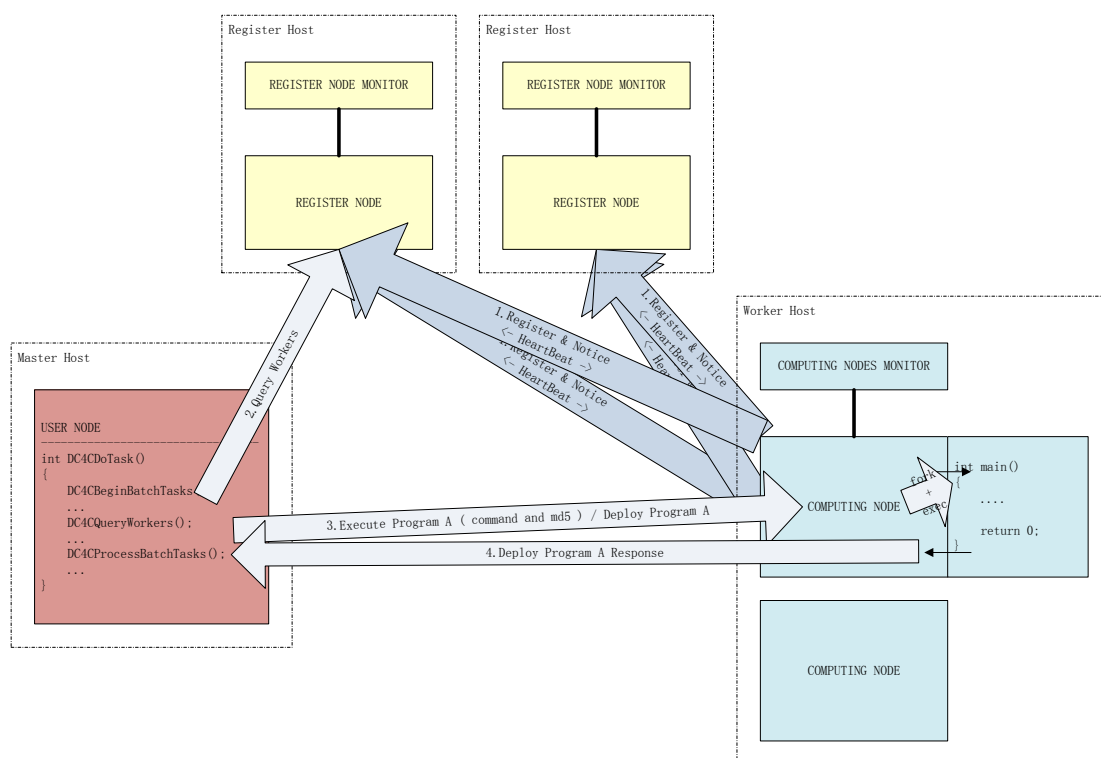 Register Host
REGISTER NODE MONITOR
REGISTER NODE
Register Host
REGISTER NODE MONITOR
REGISTER NODE
Master Host
USER NODE
int DC4CDoTask()
{
DC4CBeginBatchTasks
...
DC4CQueryWorkers();
...
DC4CProcessBatchTasks();
...
}
2.Query Workers
1.Register & Notice
<- HeartBeat ->
Register & Notice
<- HeartBeat ->
1.Register & Notice
<- HeartBeat ->
3.Execute Program A ( command and md5 ) / Deploy Program A
4.Deploy Program A Response
Worker Host
COMPUTING NODES MONITOR
COMPUTING NODE
fork
+
exec
int main()
{
....
return 0;
}
COMPUTING NODE